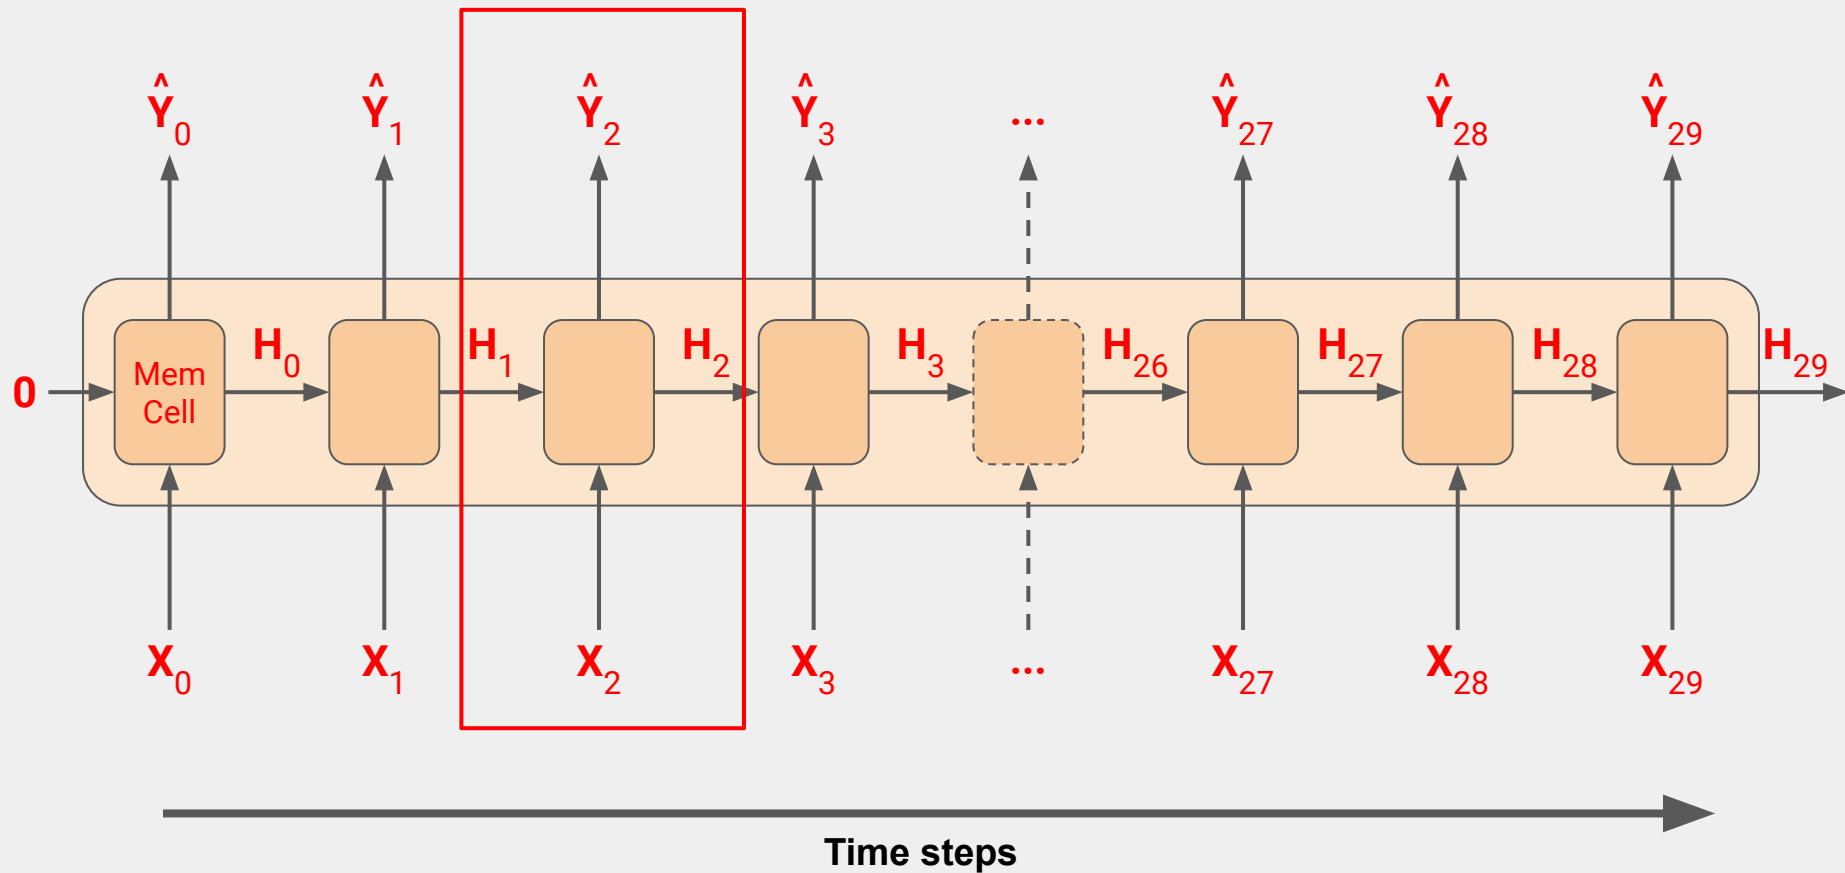 Ŷ0 Ŷ1 Ŷ2 Ŷ3 ... Ŷ27 Ŷ28 Ŷ29
H0 H1 H2 H3 H26 H27 H28 H29
0
Mem
Cell
X0 X1 X2 X3 ... X27 X28 X29
Time steps